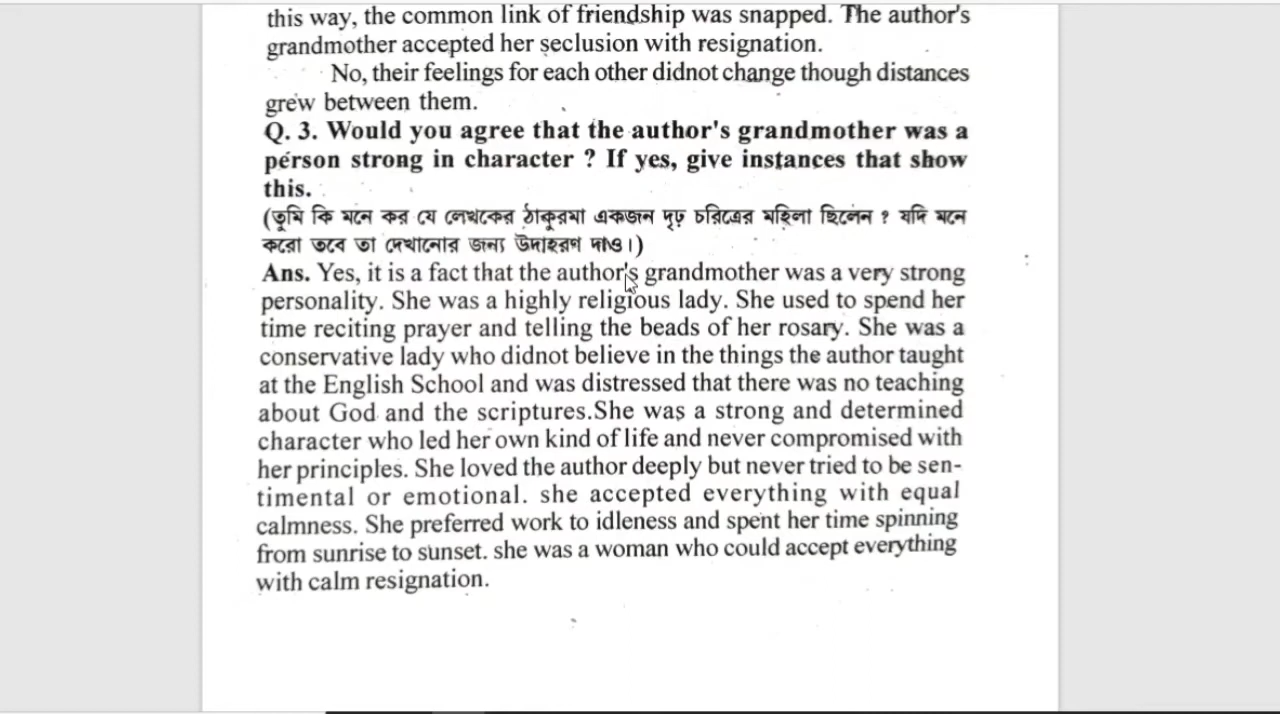 this way, the common link of friendship was snapped. The author's
grandmother accepted her seclusion with resignation.
No, their feelings for each other didnot change though distances
grew between them.
Q. 3. Would you agree that the author's grandmother was a
person strong in character ? If yes, give instances that show
this.
(তুমি কি মনে কর যে লেখকের ঠাকুরমা একজন দৃঢ় চরিত্রের মহিলা ছিলেন ? যদি মনে
করো তবে তা দেখানোর জন্য উদাহরণ দাও।)
Ans. Yes, it is a fact that the author's grandmother was a very strong
personality. She was a highly religious lady. She used to spend her
time reciting prayer and telling the beads of her rosary. She was a
conservative lady who didnot believe in the things the author taught
at the English School and was distressed that there was no teaching
about God and the scriptures.She was a strong and determined
character who led her own kind of life and never compromised with
her principles. She loved the author deeply but never tried to be sen-
timental or emotional. she accepted everything with equal
calmness. She preferred work to idleness and spent her time spinning
from sunrise to sunset. she was a woman who could accept everything
with calm resignation.